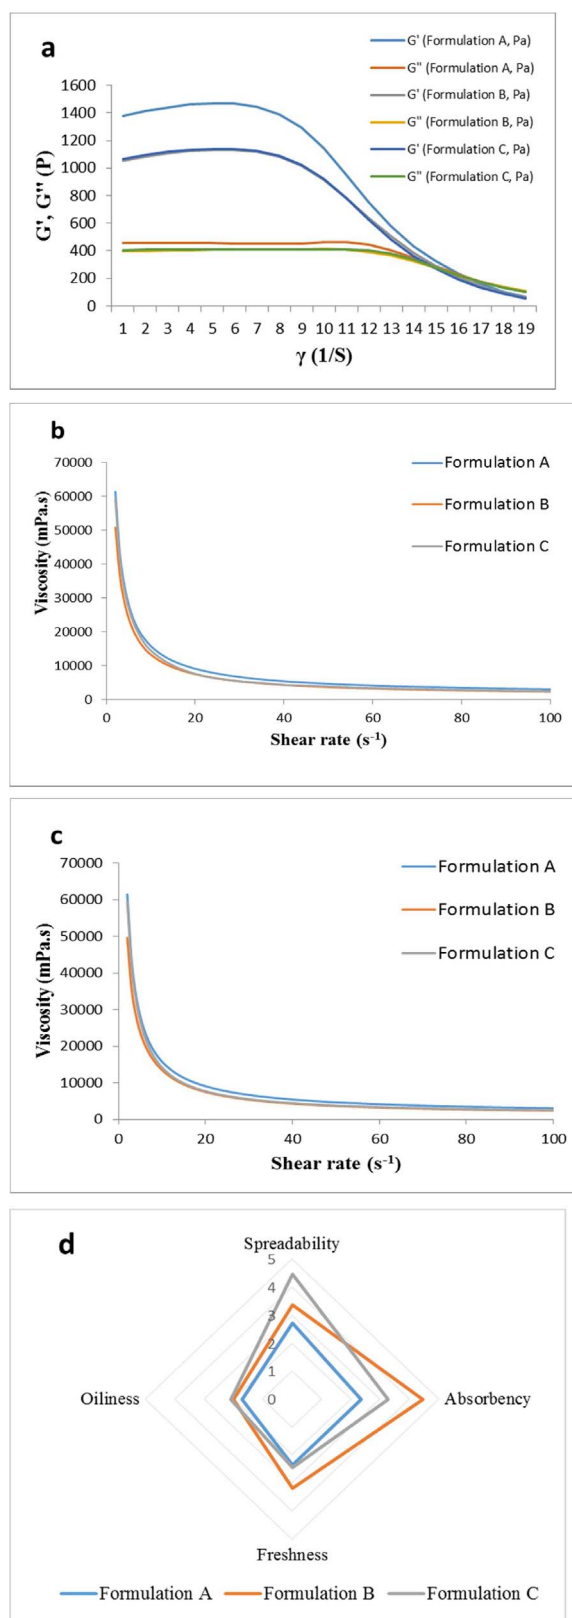 a
G' (Formulation A, Pa)
G'' (Formulation A, Pa)
G' (Formulation B, Pa)
G'' (Formulation B, Pa)
G' (Formulation C, Pa)
G'' (Formulation C, Pa)
1600
1400
1200
1000
800
600
400
200
0
G', G'' (P)
1 2 3 4 5 6 7 8 9 10 11 12 13 14 15 16 17 18 19
γ (1/S)
b
Formulation A
Formulation B
Formulation C
70000
60000
50000
40000
30000
20000
10000
0
Viscosity (mPa.s)
0 20 40 60 80 100
Shear rate (s⁻¹)
c
Formulation A
Formulation B
Formulation C
70000
60000
50000
40000
30000
20000
10000
0
Viscosity (mPa.s)
0 20 40 60 80 100
Shear rate (s⁻¹)
d
Spreadability
5
4
3
2
1
0
Oiliness
Absorbency
Freshness
Formulation A Formulation B Formulation C